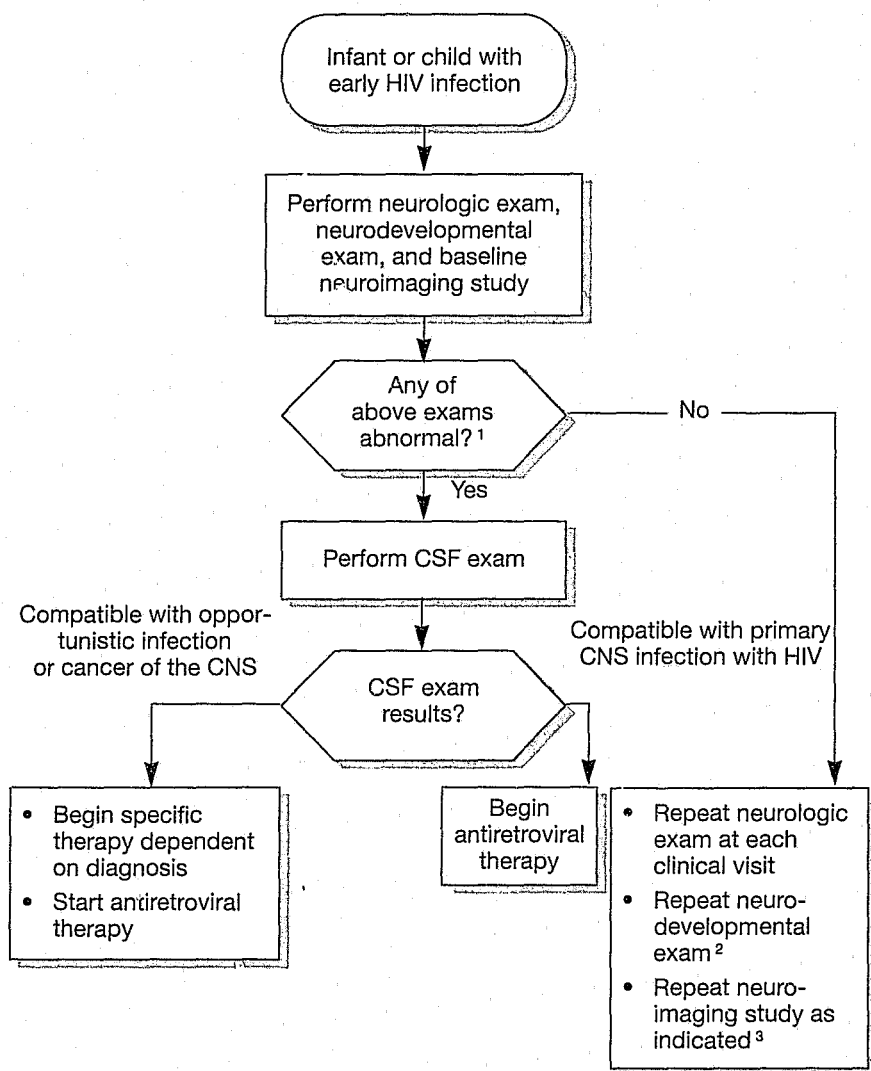 Infant or child with
early HIV infection
Perform neurologic exam,
neurodevelopmental
exam, and baseline
neuroimaging study
Any of
above exams
abnormal? ¹
No
Yes
Perform CSF exam
Compatible with oppor-
tunistic infection
or cancer of the CNS
Compatible with primary
CNS infection with HIV
CSF exam
results?
• Begin specific
therapy dependent
on diagnosis
• Start antiretroviral
therapy
Begin
antiretroviral
therapy
• Repeat neurologic
exam at each
clinical visit
• Repeat neuro-
developmental
exam ²
• Repeat neuro-
imaging study as
indicated ³